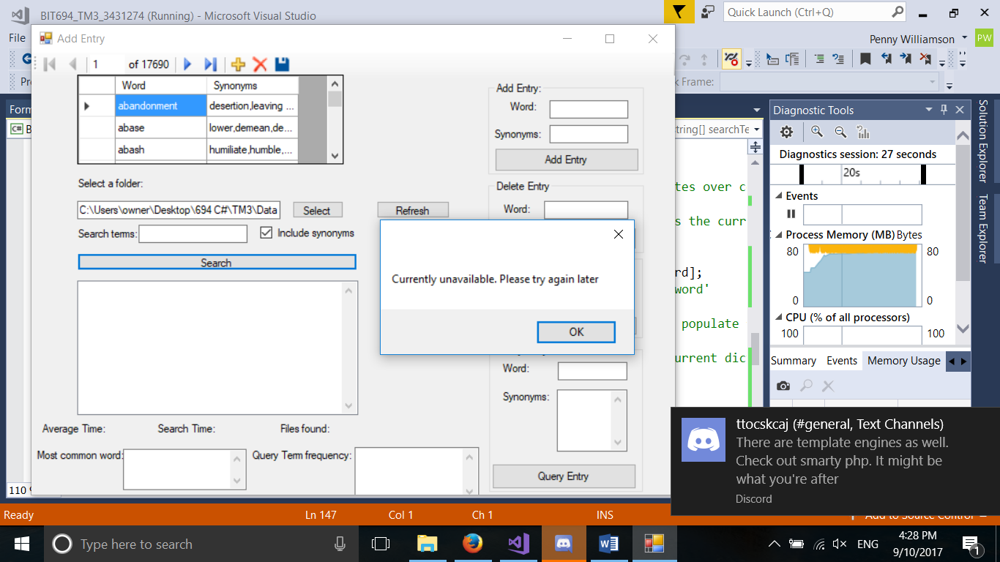 BIT694_TM3_3431274 (Running) - Microsoft Visual Studio
Quick Launch (Ctrl+Q)
File
Penny Williamson
PW
Add Entry
1 of 17690
Frame:
Form
Word Synonyms
abandonment desertion,leaving ...
abase lower,demean,de...
abash humiliate,humble,...
Select a folder:
C:\Users\owner\Desktop\694 C#\TM3\Data
Select
Refresh
Search terms:
Include synonyms
Search
Average Time:
Search Time:
Files found:
Most common word:
Query Term frequency:
Add Entry:
Word:
Synonyms:
Add Entry
Delete Entry
Word:
Currently unavailable. Please try again later
OK
Word:
Synonyms:
Query Entry
C#
tring[] searchTe
tes over c
s the curr
rd];
word'
populate
urrent dic
Diagnostic Tools
Diagnostics session: 27 seconds
20s
Events
Process Memory (MB) Bytes
80 80
0 0
CPU (% of all processors)
100 100
Summary Events Memory Usage
Solution Explorer
Team Explorer
ttocskcaj (#general, Text Channels)
There are template engines as well.
Check out smarty php. It might be
what you're after
Discord
110
Ready Ln 147 Col 1 Ch 1 INS
Add to Source Control
Type here to search
ENG
4:28 PM
9/10/2017
1